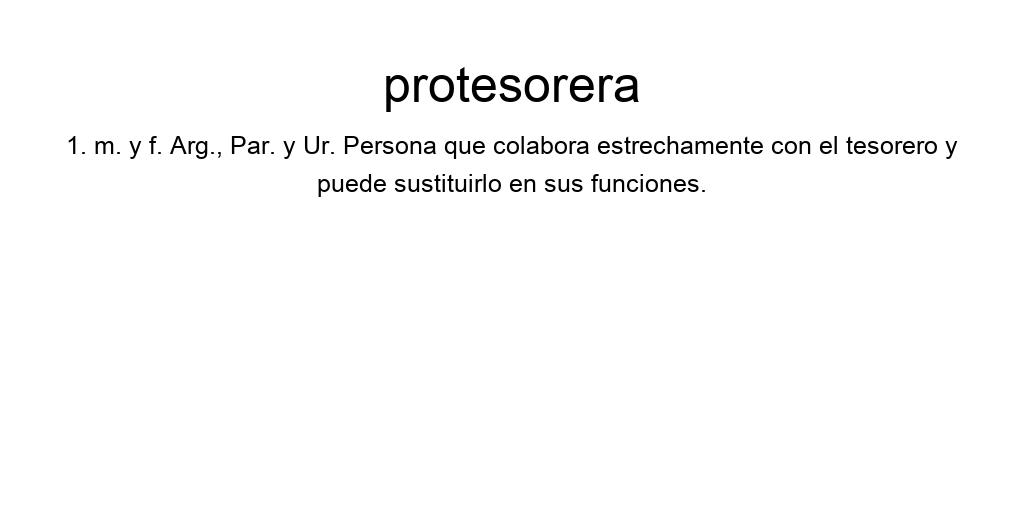 protesorera
1. m. y f. Arg., Par. y Ur. Persona que colabora estrechamente con el tesorero y
puede sustituirlo en sus funciones.